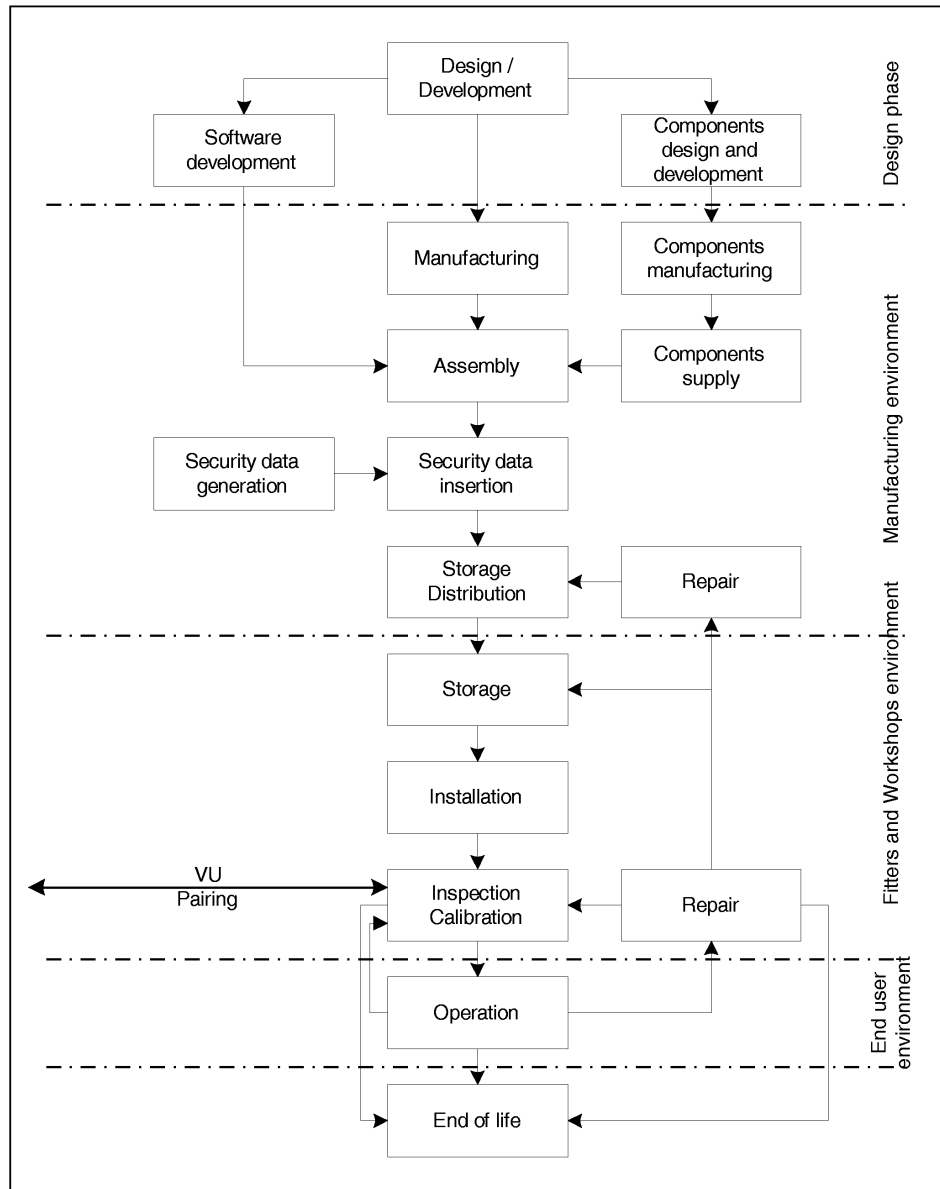 Design /
Development
Software
development
Components
design and
development
Design phase
Manufacturing
Components
manufacturing
Assembly
Components
supply
Manufacturing environment
Security data
generation
Security data
insertion
Storage
Distribution
Repair
Storage
Installation
Fitters and Workshops environment
VU
Pairing
Inspection
Calibration
Repair
Operation
End user
environment
End of life